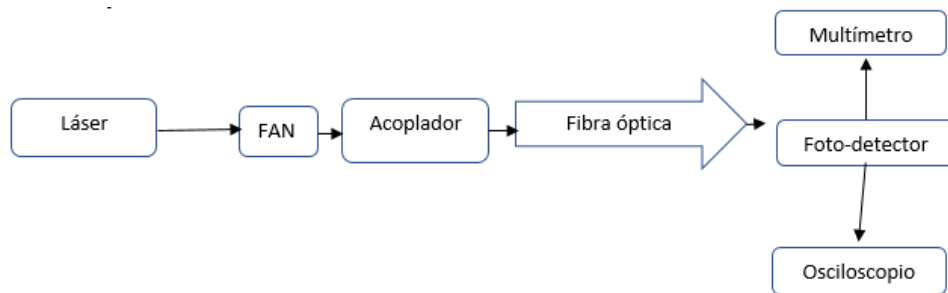 Multímetro
Láser
FAN
Acoplador
Fibra óptica
Foto-detector
Osciloscopio